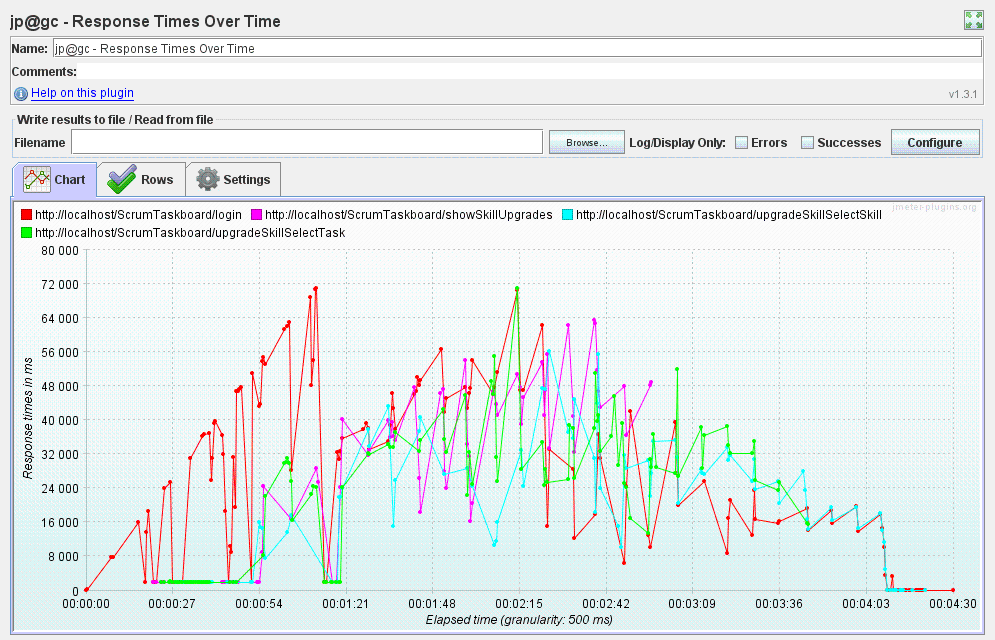 jp@gc - Response Times Over Time
Name: jp@gc - Response Times Over Time
Comments:
Help on this plugin
v1.3.1
Write results to file / Read from file
Filename Browse... Log/Display Only: Errors Successes Configure
Chart Rows Settings
http://localhost/ScrumTaskboard/login http://localhost/ScrumTaskboard/showSkillUpgrades http://localhost/ScrumTaskboard/upgradeSkillSelectSkill
jmeter-plugins.org
http://localhost/ScrumTaskboard/upgradeSkillSelectTask
80 000
72 000
64 000
56 000
48 000
40 000
32 000
24 000
16 000
8 000
0
Response times in ms
00:00:00 00:00:27 00:00:54 00:01:21 00:01:48 00:02:15 00:02:42 00:03:09 00:03:36 00:04:03 00:04:30
Elapsed time (granularity: 500 ms)